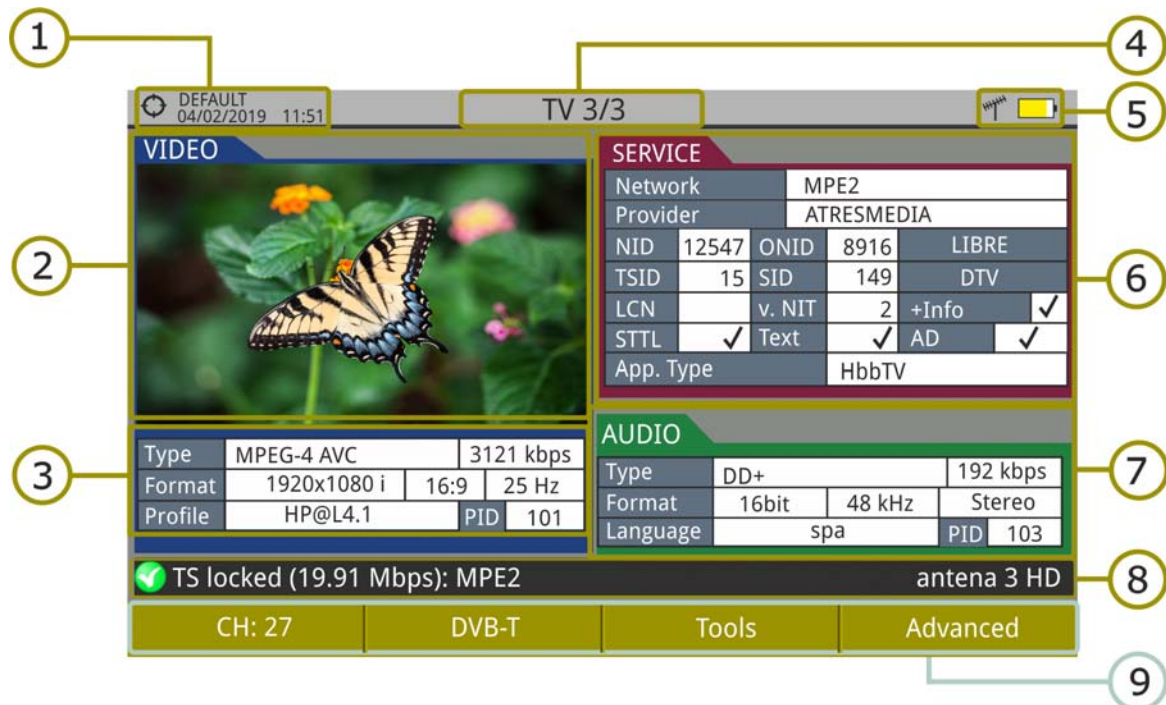 1
4
DEFAULT
04/02/2019 11:51
TV 3/3
5
VIDEO
2
SERVICE
Network MPE2
Provider ATRESMEDIA
NID 12547 ONID 8916 LIBRE
TSID 15 SID 149 DTV
LCN v. NIT 2 +Info ✓
STTL ✓ Text ✓ AD ✓
App. Type HbbTV
6
3
Type MPEG-4 AVC 3121 kbps
Format 1920x1080 i 16:9 25 Hz
Profile HP@L4.1 PID 101
AUDIO
Type DD+ 192 kbps
Format 16bit 48 kHz Stereo
Language spa PID 103
7
TS locked (19.91 Mbps): MPE2 antena 3 HD
8
CH: 27 DVB-T Tools Advanced
9